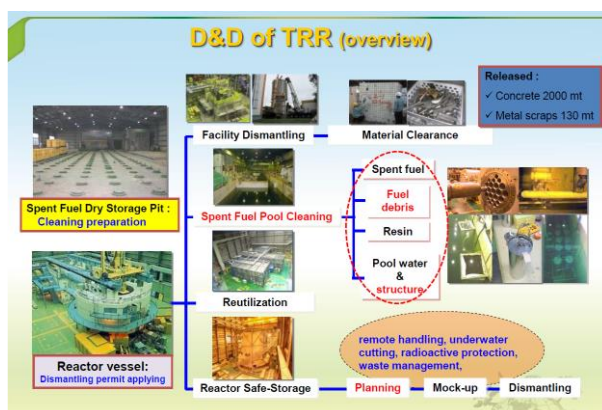 D&D of TRR (overview)
Released :
✓ Concrete 2000 mt
✓ Metal scraps 130 mt
Facility Dismantling
Material Clearance
Spent Fuel Dry Storage Pit :
Cleaning preparation
Spent Fuel Pool Cleaning
Spent fuel
Fuel
debris
Resin
Pool water
&
structure
Reutilization
Reactor vessel:
Dismantling permit applying
remote handling, underwater
cutting, radioactive protection,
waste management,
Reactor Safe-Storage
Planning
Mock-up
Dismantling